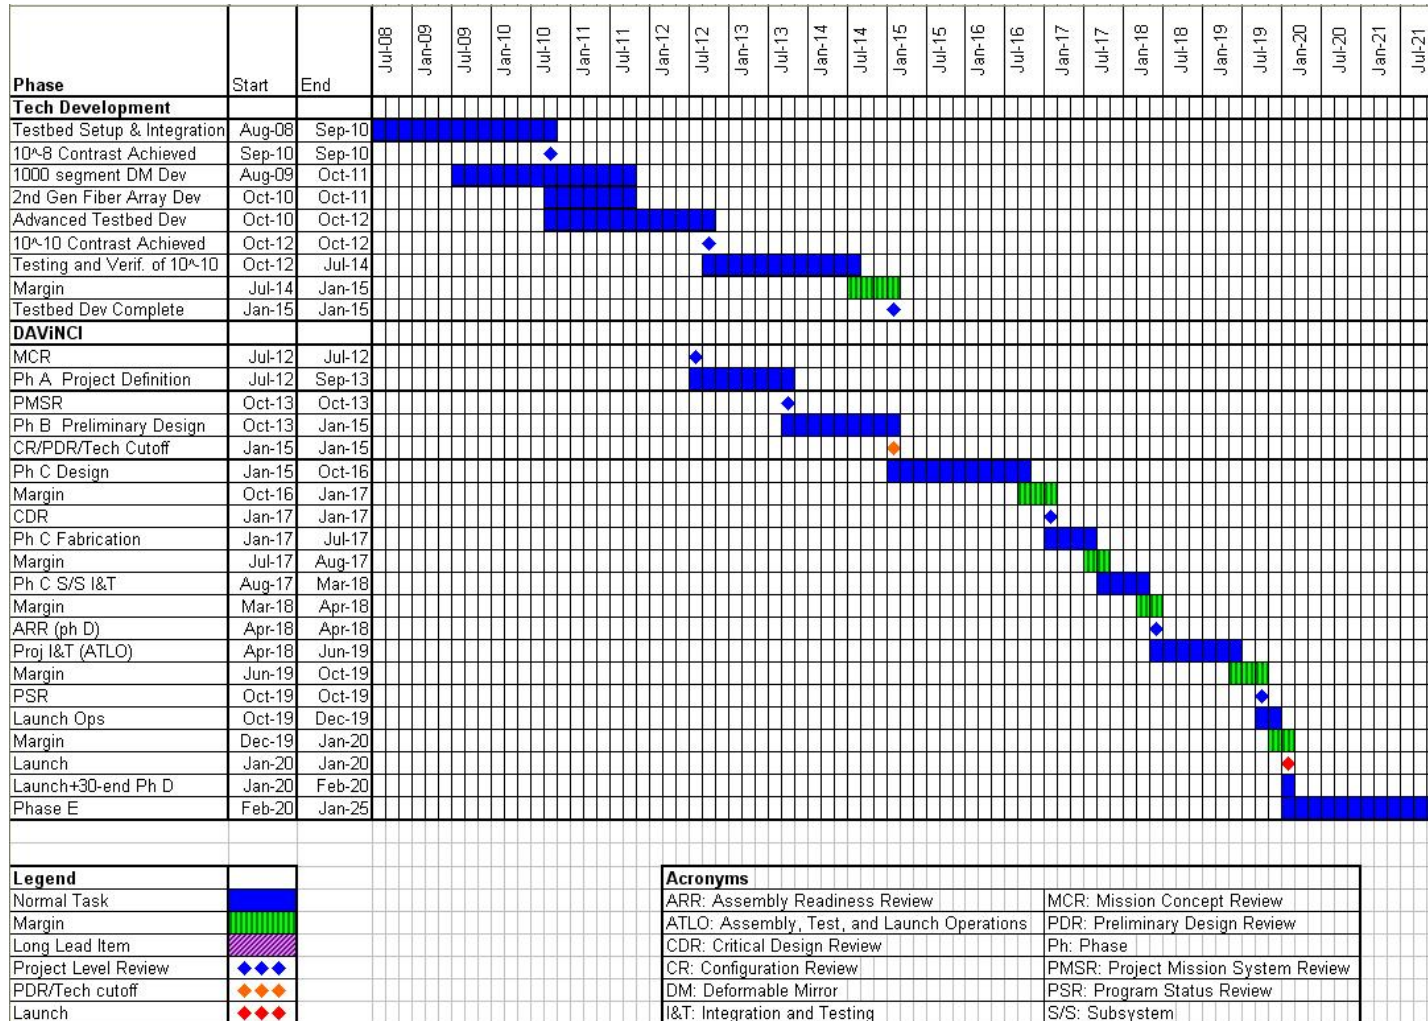 Phase Start End Jul-08 Jan-09 Jul-09 Jan-10 Jul-10 Jan-11 Jul-11 Jan-12 Jul-12 Jan-13 Jul-13 Jan-14 Jul-14 Jan-15 Jul-15 Jan-16 Jul-16 Jan-17 Jul-17 Jan-18 Jul-18 Jan-19 Jul-19 Jan-20 Jul-20 Jan-21 Jul-21
Tech Development
Testbed Setup & Integration Aug-08 Sep-10
10^-8 Contrast Achieved Sep-10 Sep-10
1000 segment DM Dev Aug-09 Oct-11
2nd Gen Fiber Array Dev Oct-10 Oct-11
Advanced Testbed Dev Oct-10 Oct-12
10^-10 Contrast Achieved Oct-12 Oct-12
Testing and Verif. of 10^-10 Oct-12 Jul-14
Margin Jul-14 Jan-15
Testbed Dev Complete Jan-15 Jan-15
DAViNCI
MCR Jul-12 Jul-12
Ph A Project Definition Jul-12 Sep-13
PMSR Oct-13 Oct-13
Ph B Preliminary Design Oct-13 Jan-15
CR/PDR/Tech Cutoff Jan-15 Jan-15
Ph C Design Jan-15 Oct-16
Margin Oct-16 Jan-17
CDR Jan-17 Jan-17
Ph C Fabrication Jan-17 Jul-17
Margin Jul-17 Aug-17
Ph C S/S I&T Aug-17 Mar-18
Margin Mar-18 Apr-18
ARR (ph D) Apr-18 Apr-18
Proj I&T (ATLO) Apr-18 Jun-19
Margin Jun-19 Oct-19
PSR Oct-19 Oct-19
Launch Ops Oct-19 Dec-19
Margin Dec-19 Jan-20
Launch Jan-20 Jan-20
Launch+30-end Ph D Jan-20 Feb-20
Phase E Feb-20 Jan-25
Legend
Normal Task
Margin
Long Lead Item
Project Level Review
PDR/Tech cutoff
Launch
Acronyms
ARR: Assembly Readiness Review MCR: Mission Concept Review
ATLO: Assembly, Test, and Launch Operations PDR: Preliminary Design Review
CDR: Critical Design Review Ph: Phase
CR: Configuration Review PMSR: Project Mission System Review
DM: Deformable Mirror PSR: Program Status Review
I&T: Integration and Testing S/S: Subsystem